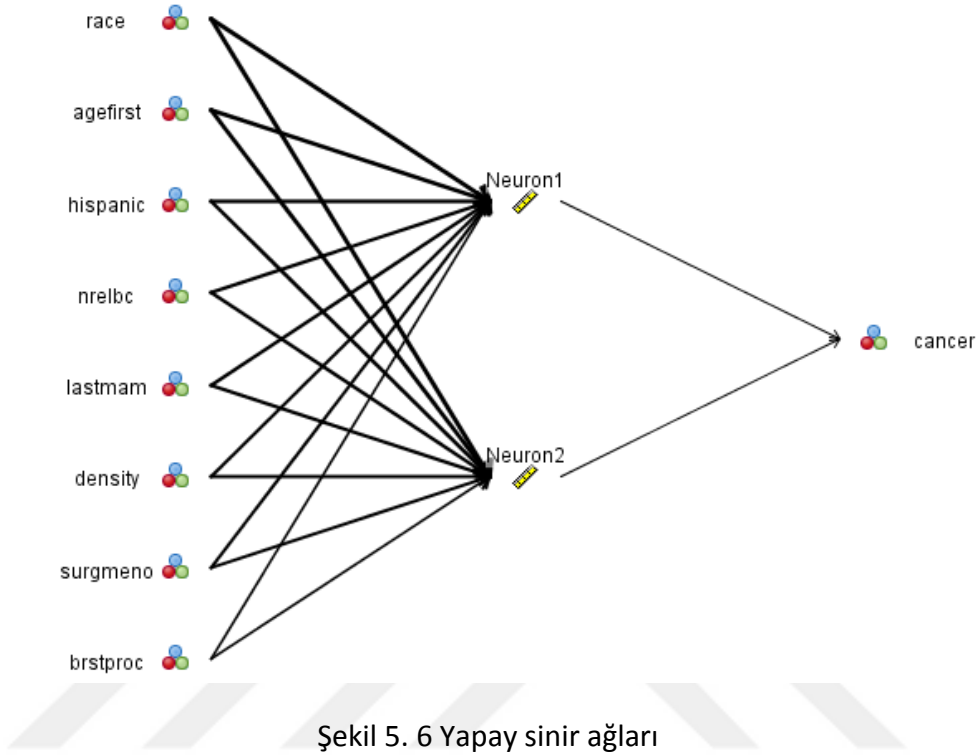 race
agefirst
hispanic
nrelbc
lastmam
density
surgmeno
brstproc
Neuron1
Neuron2
cancer
Şekil 5. 6 Yapay sinir ağları